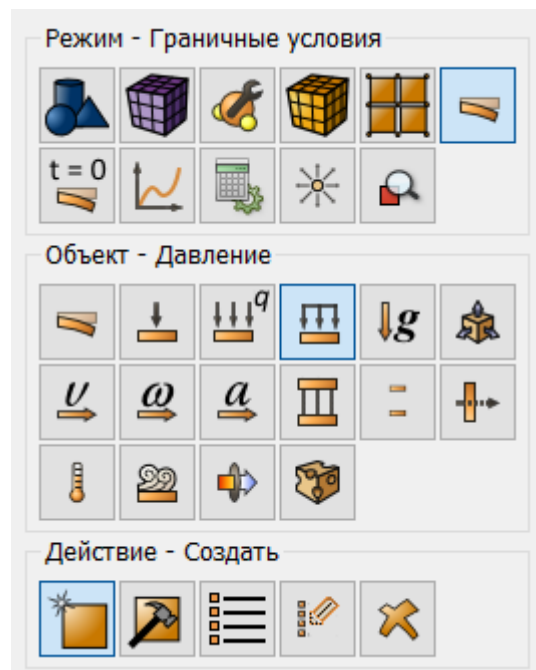 Режим - Граничные условия
t = 0
Объект - Давление
q
g
υ ω a
Действие - Создать